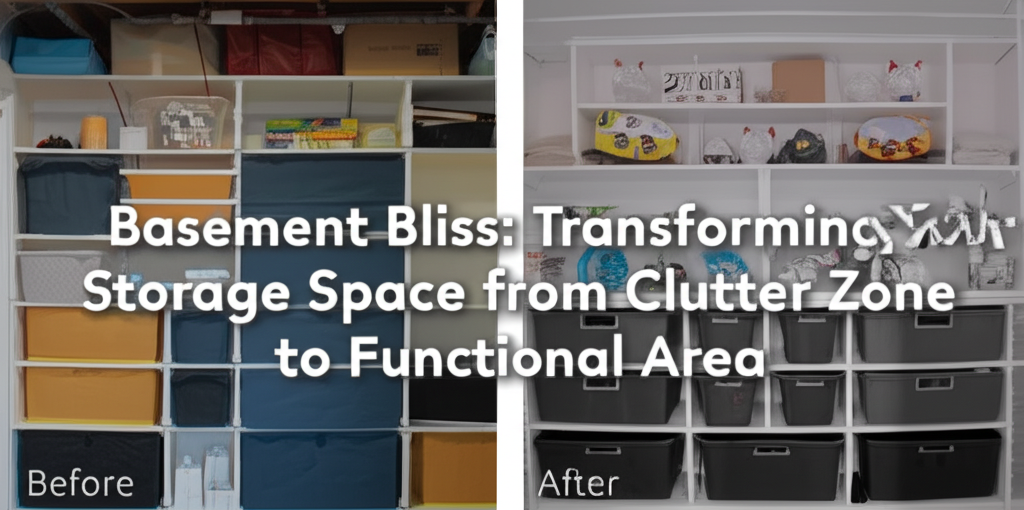 Basement Bliss: Transforming
Storage Space from Clutter Zone
to Functional Area
Before
After